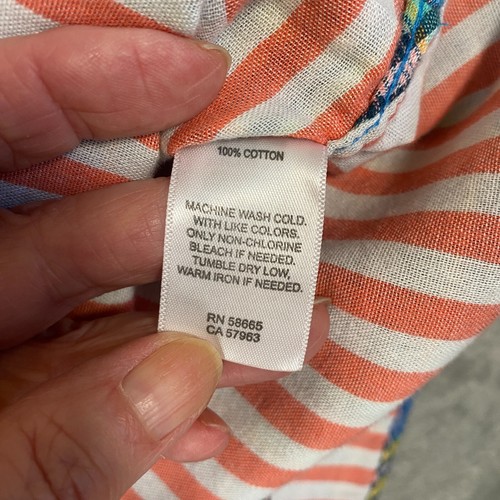 100% COTTON
MACHINE WASH COLD.
WITH LIKE COLORS.
ONLY NON-CHLORINE
BLEACH IF NEEDED.
TUMBLE DRY LOW,
WARM IRON IF NEEDED.
RN 58665
CA 57963